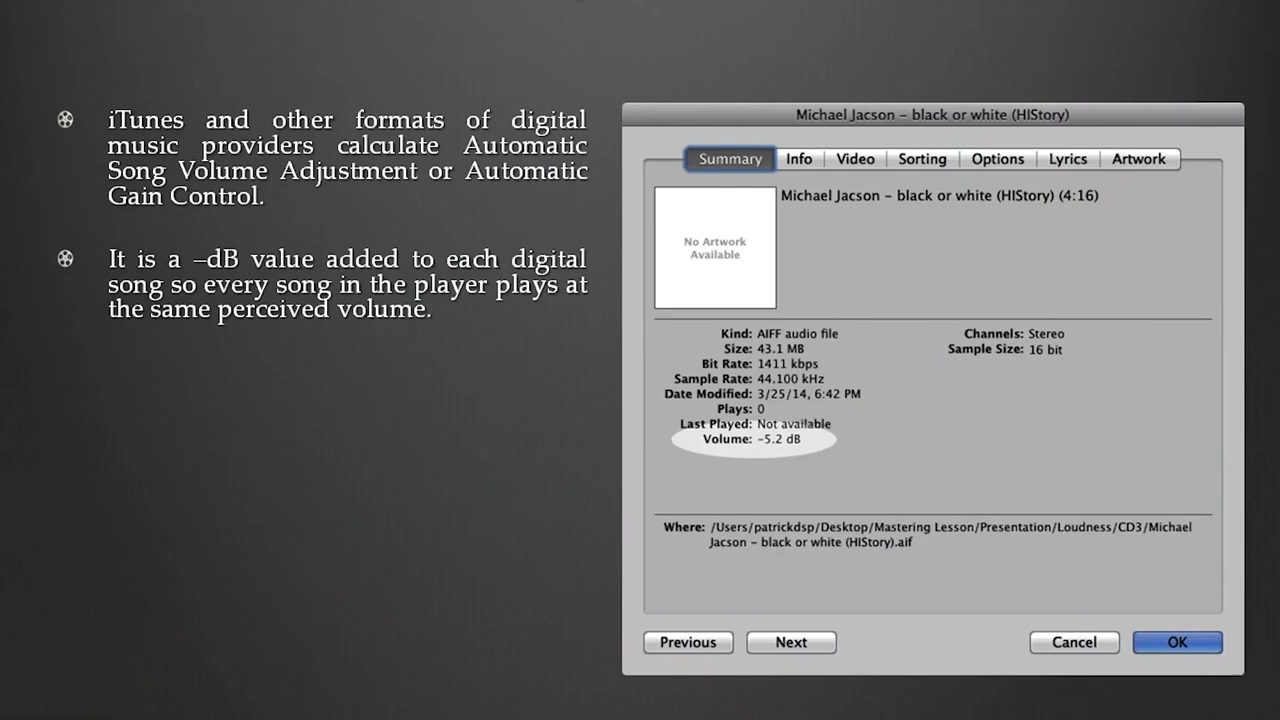 iTunes and other formats of digital
music providers calculate Automatic
Song Volume Adjustment or Automatic
Gain Control.
It is a –dB value added to each digital
song so every song in the player plays at
the same perceived volume.
Michael Jacson – black or white (HIStory)
Summary Info Video Sorting Options Lyrics Artwork
No Artwork
Available
Michael Jacson – black or white (HIStory) (4:16)
Kind: AIFF audio file
Size: 43.1 MB
Bit Rate: 1411 kbps
Sample Rate: 44.100 kHz
Date Modified: 3/25/14, 6:42 PM
Plays: 0
Last Played: Not available
Volume: -5.2 dB
Channels: Stereo
Sample Size: 16 bit
Where: /Users/patrickdsp/Desktop/Mastering Lesson/Presentation/Loudness/CD3/Michael
Jacson – black or white (HIStory).aif
Previous Next Cancel OK